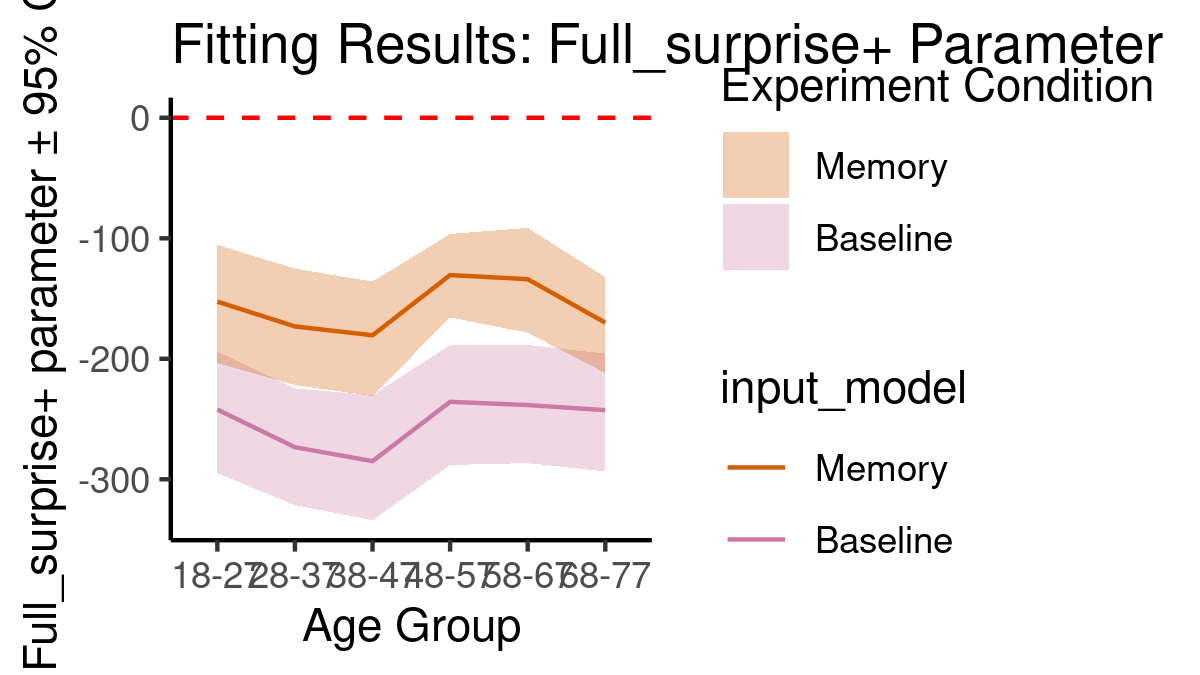 Fitting Results: Full_surprise+ Parameter
Full_surprise+ parameter ± 95%
0
-100
-200
-300
18-27
28-37
38-47
48-57
58-67
68-77
Age Group
Experiment Condition
Memory
Baseline
input_model
Memory
Baseline